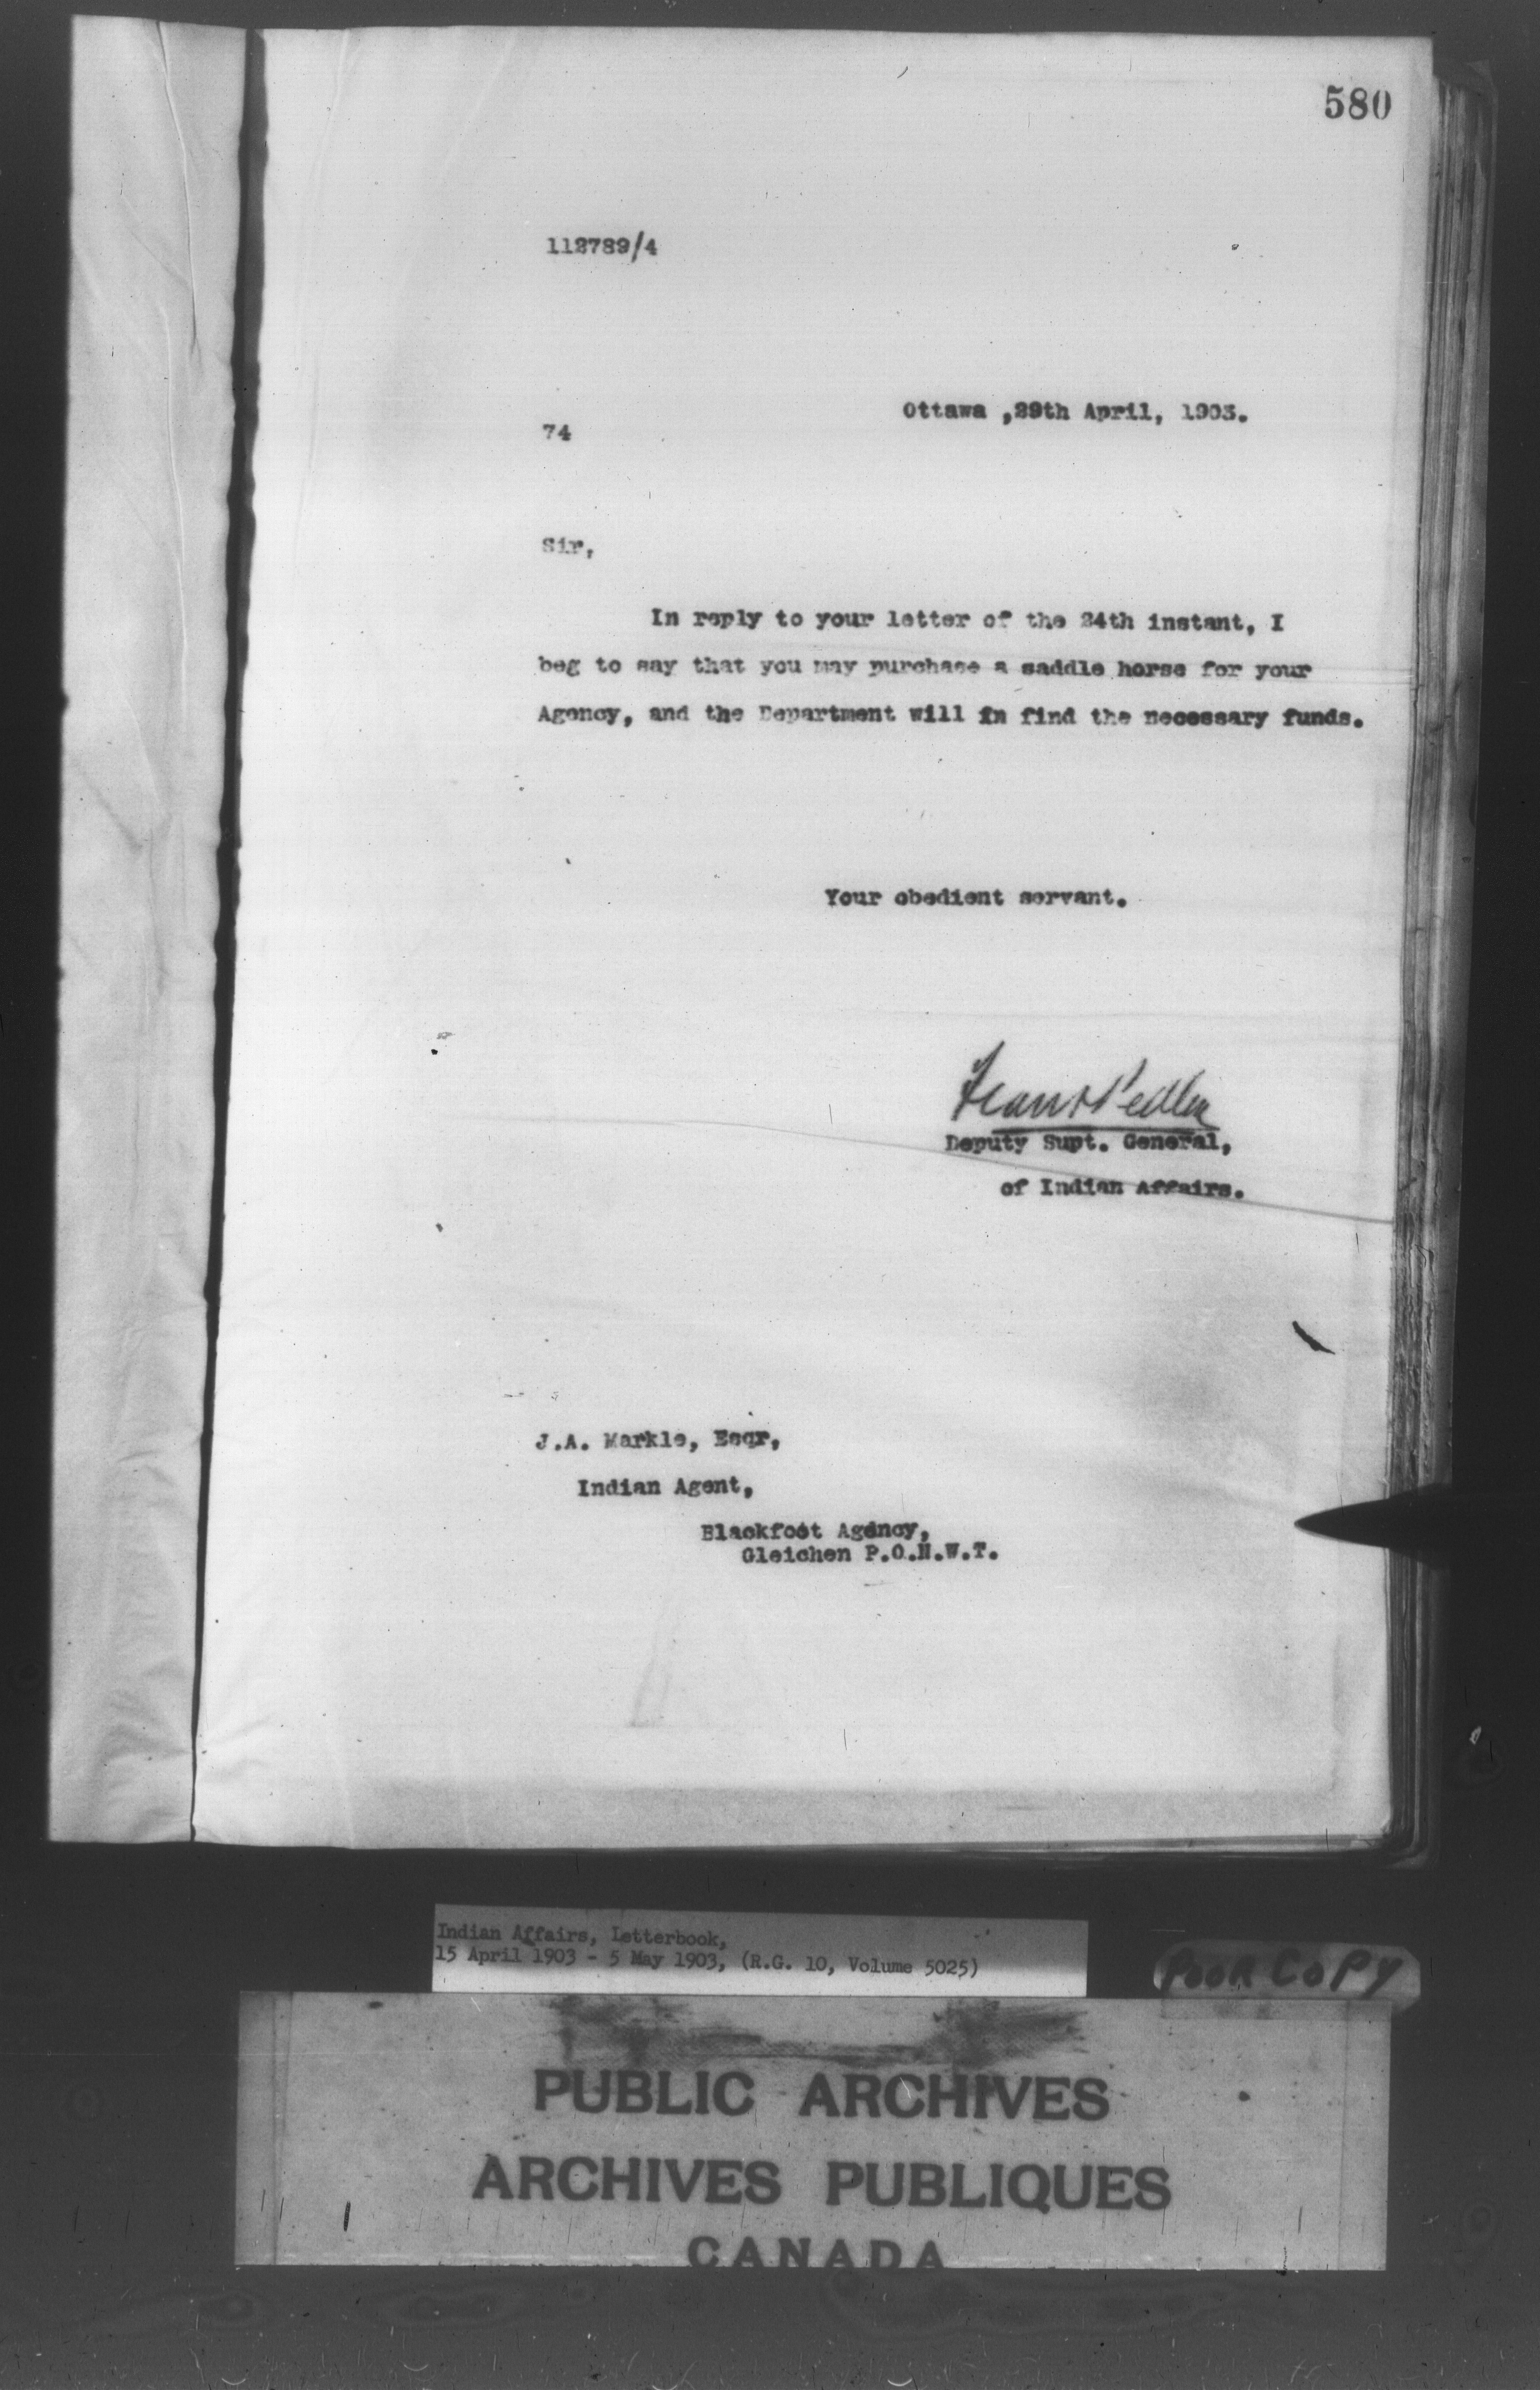 580
112789/4
Ottawa ,29th April, 1903.
74
Sir,
In reply to your letter of the 24th instant, I
beg to say that you may purchase a saddle horse for your
Agency, and the Department will in find the necessary funds.
Your obedient servant.
Frank Pedley
Deputy Supt. General,
of Indian Affairs.
J.A. Markle, Esqr,
Indian Agent,
Blackfoot Agency,
Gleichen P.O.N.W.T.
Indian Affairs, Letterbook,
15 April 1903 - 5 May 1903, (R.G. 10, Volume 5025)
POOR COPY
PUBLIC ARCHIVES
ARCHIVES PUBLIQUES
CANADA